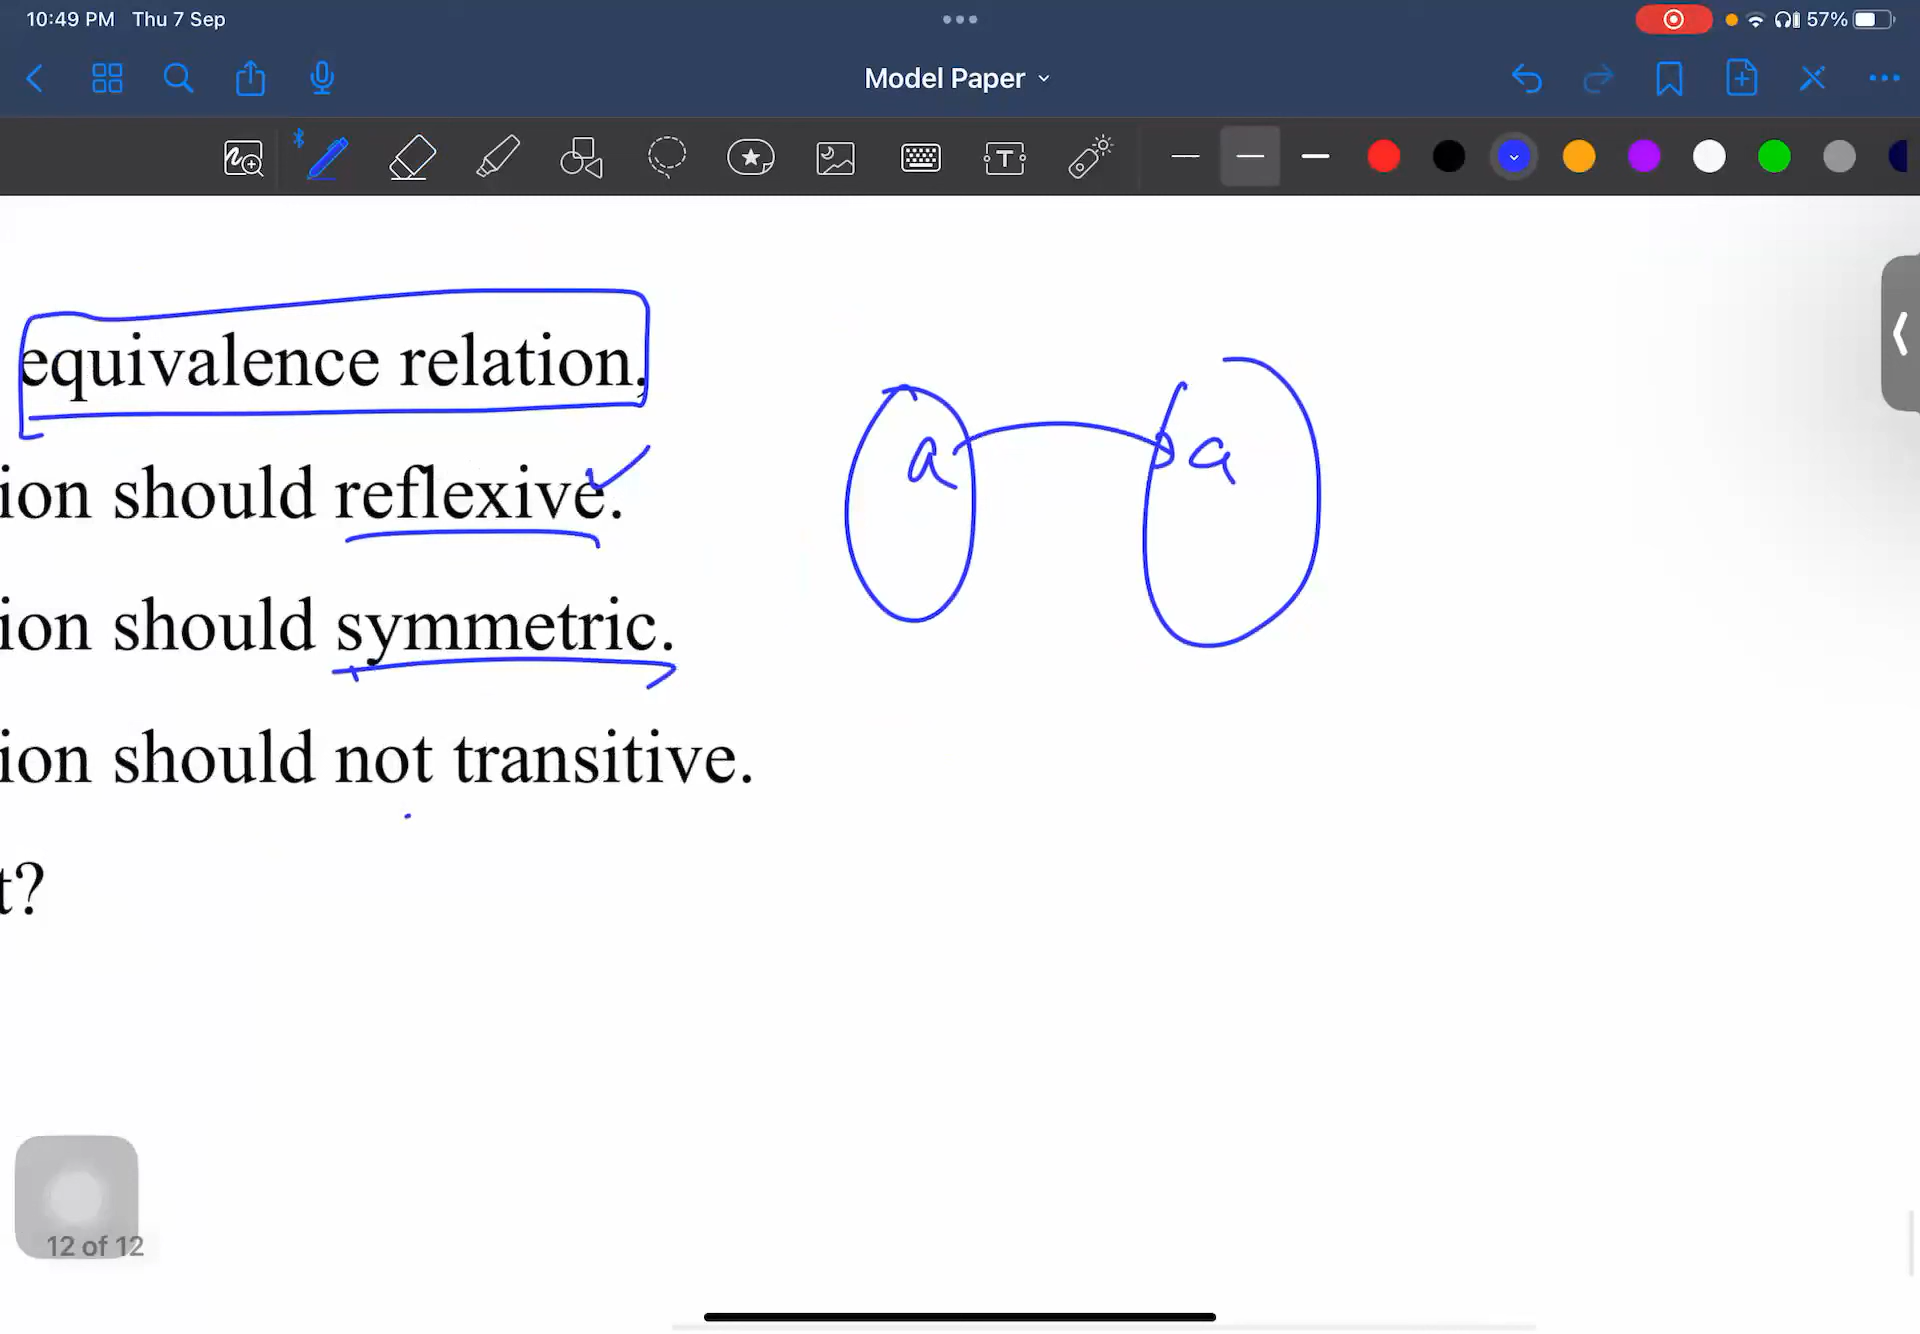 10:49 PM Thu 7 Sep
57%
Model Paper
T
equivalence relation.
ion should reflexive.
a a
ion should symmetric.
ion should not transitive.
t?
12 of 12